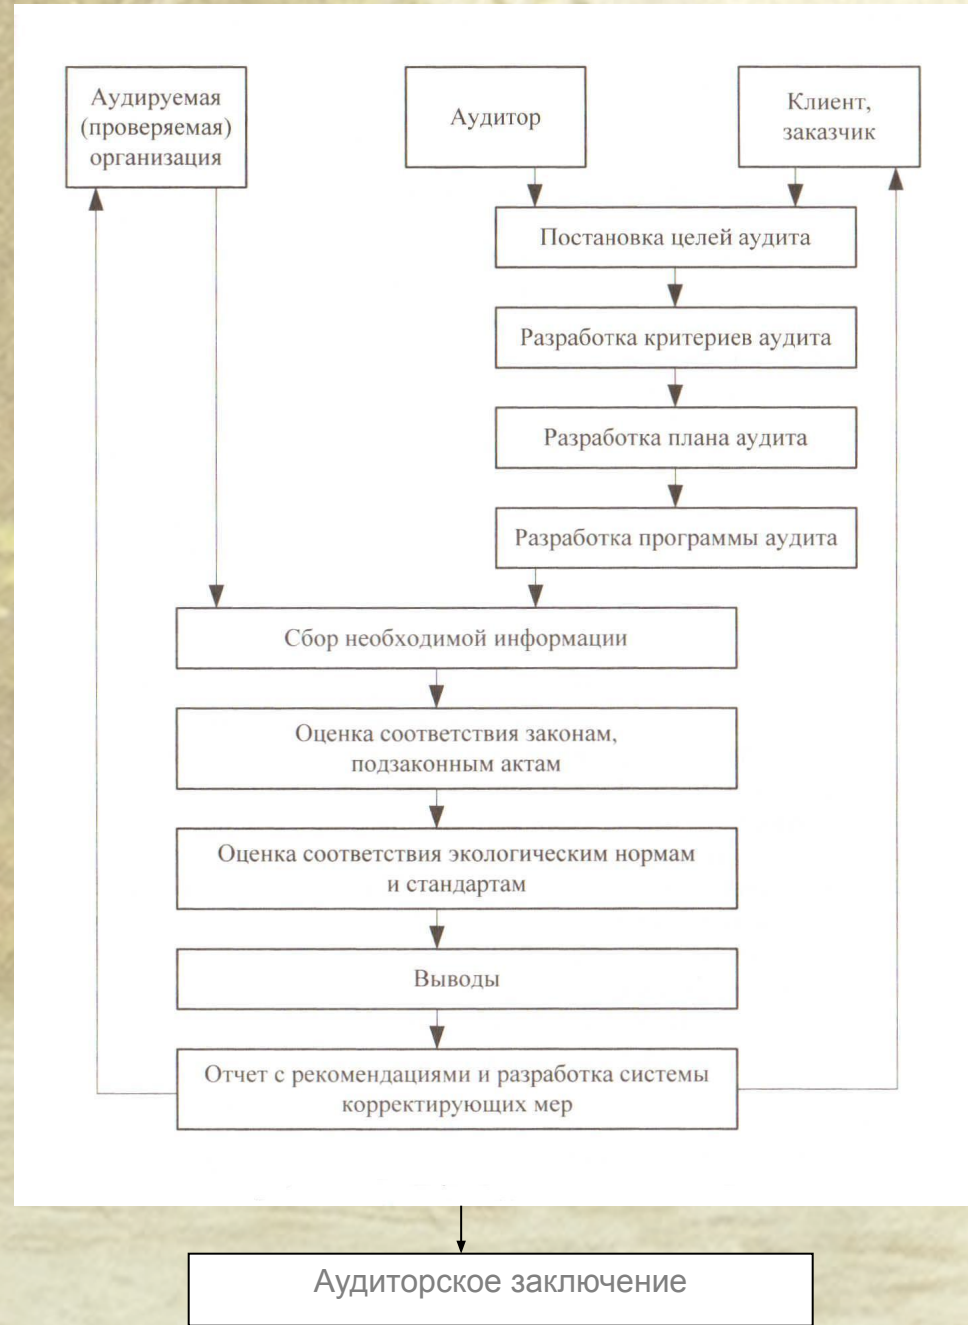 Аудируемая
(проверяемая)
организация
Аудитор
Клиент,
заказчик
Постановка целей аудита
Разработка критериев аудита
Разработка плана аудита
Разработка программы аудита
Сбор необходимой информации
Оценка соответствия законам,
подзаконным актам
Оценка соответствия экологическим нормам
и стандартам
Выводы
Отчет с рекомендациями и разработка системы
корректирующих мер
Аудиторское заключение